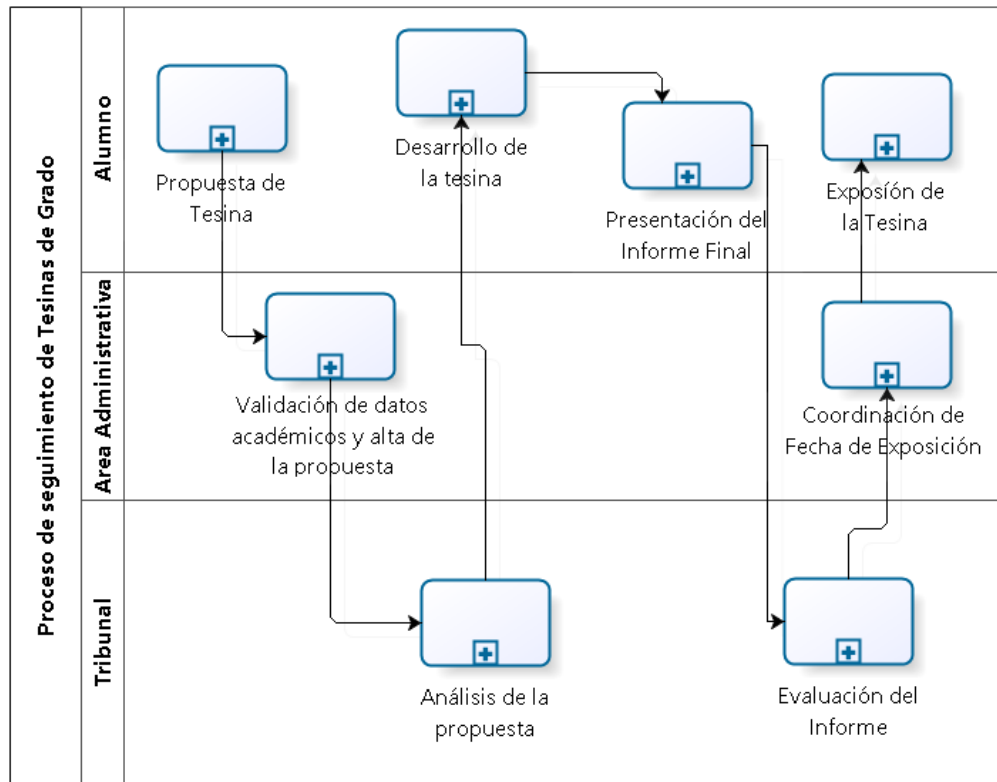 Proceso de seguimiento de Tesinas de Grado
Alumno
Propuesta de
Tesina
Desarrollo de
la tesina
Presentación del
Informe Final
Exposíón de
la Tesina
Area Administrativa
Validación de datos
académicos y alta de
la propuesta
Coordinación de
Fecha de Exposición
Tribunal
Análisis de la
propuesta
Evaluación del
Informe